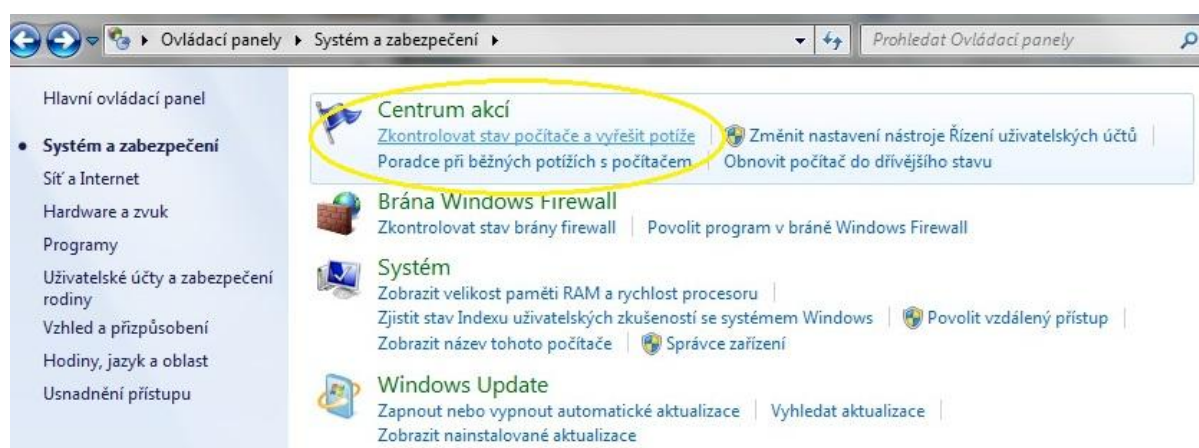 Ovládací panely ▸ Systém a zabezpečení ▸
Prohledat Ovládací panely
Hlavní ovládací panel
Systém a zabezpečení
Síť a Internet
Hardware a zvuk
Programy
Uživatelské účty a zabezpečení
rodiny
Vzhled a přizpůsobení
Hodiny, jazyk a oblast
Usnadnění přístupu
Centrum akcí
Zkontrolovat stav počítače a vyřešit potíže | Změnit nastavení nástroje Řízení uživatelských účtů |
Poradce při běžných potížích s počítačem | Obnovit počítač do dřívějšího stavu
Brána Windows Firewall
Zkontrolovat stav brány firewall | Povolit program v bráně Windows Firewall
Systém
Zobrazit velikost paměti RAM a rychlost procesoru |
Zjistit stav Indexu uživatelských zkušeností se systémem Windows | Povolit vzdálený přístup |
Zobrazit název tohoto počítače | Správce zařízení
Windows Update
Zapnout nebo vypnout automatické aktualizace | Vyhledat aktualizace |
Zobrazit nainstalované aktualizace